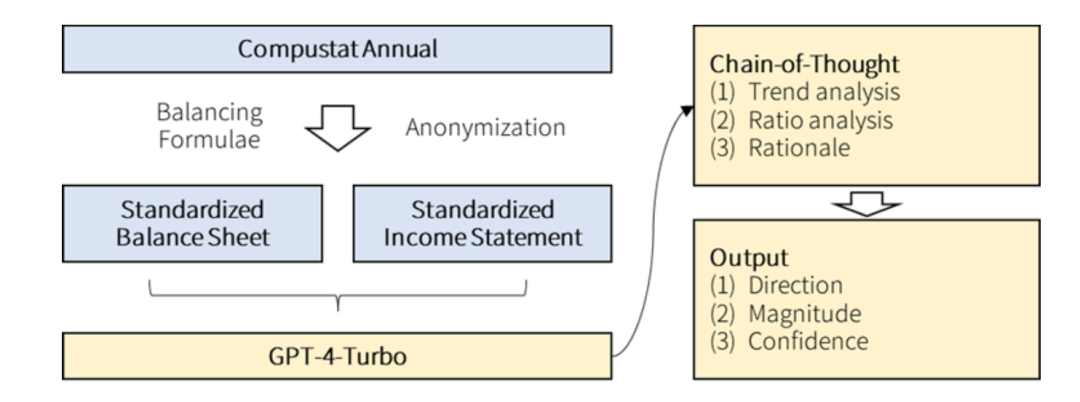 Compustat Annual
Balancing
Formulae
Anonymization
Standardized
Balance Sheet
Standardized
Income Statement
GPT-4-Turbo
Chain-of-Thought
(1) Trend analysis
(2) Ratio analysis
(3) Rationale
Output
(1) Direction
(2) Magnitude
(3) Confidence